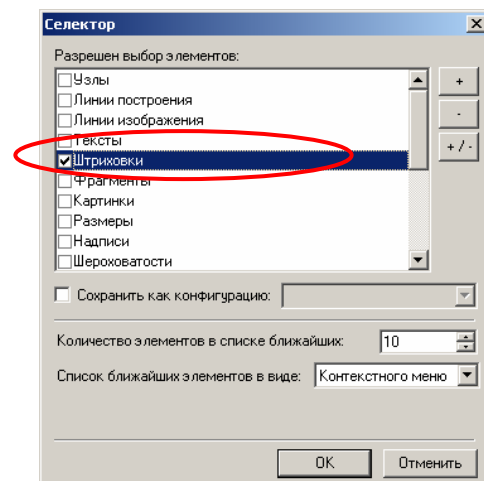 Селектор
Разрешен выбор элементов:
Узлы
+
Линии построения
Линии изображения
-
Тексты
+ / -
Штриховки
Фрагменты
Картинки
Размеры
Надписи
Шероховатости
Сохранить как конфигурацию:
Количество элементов в списке ближайших: 10
Список ближайших элементов в виде: Контекстного меню
OK Отменить